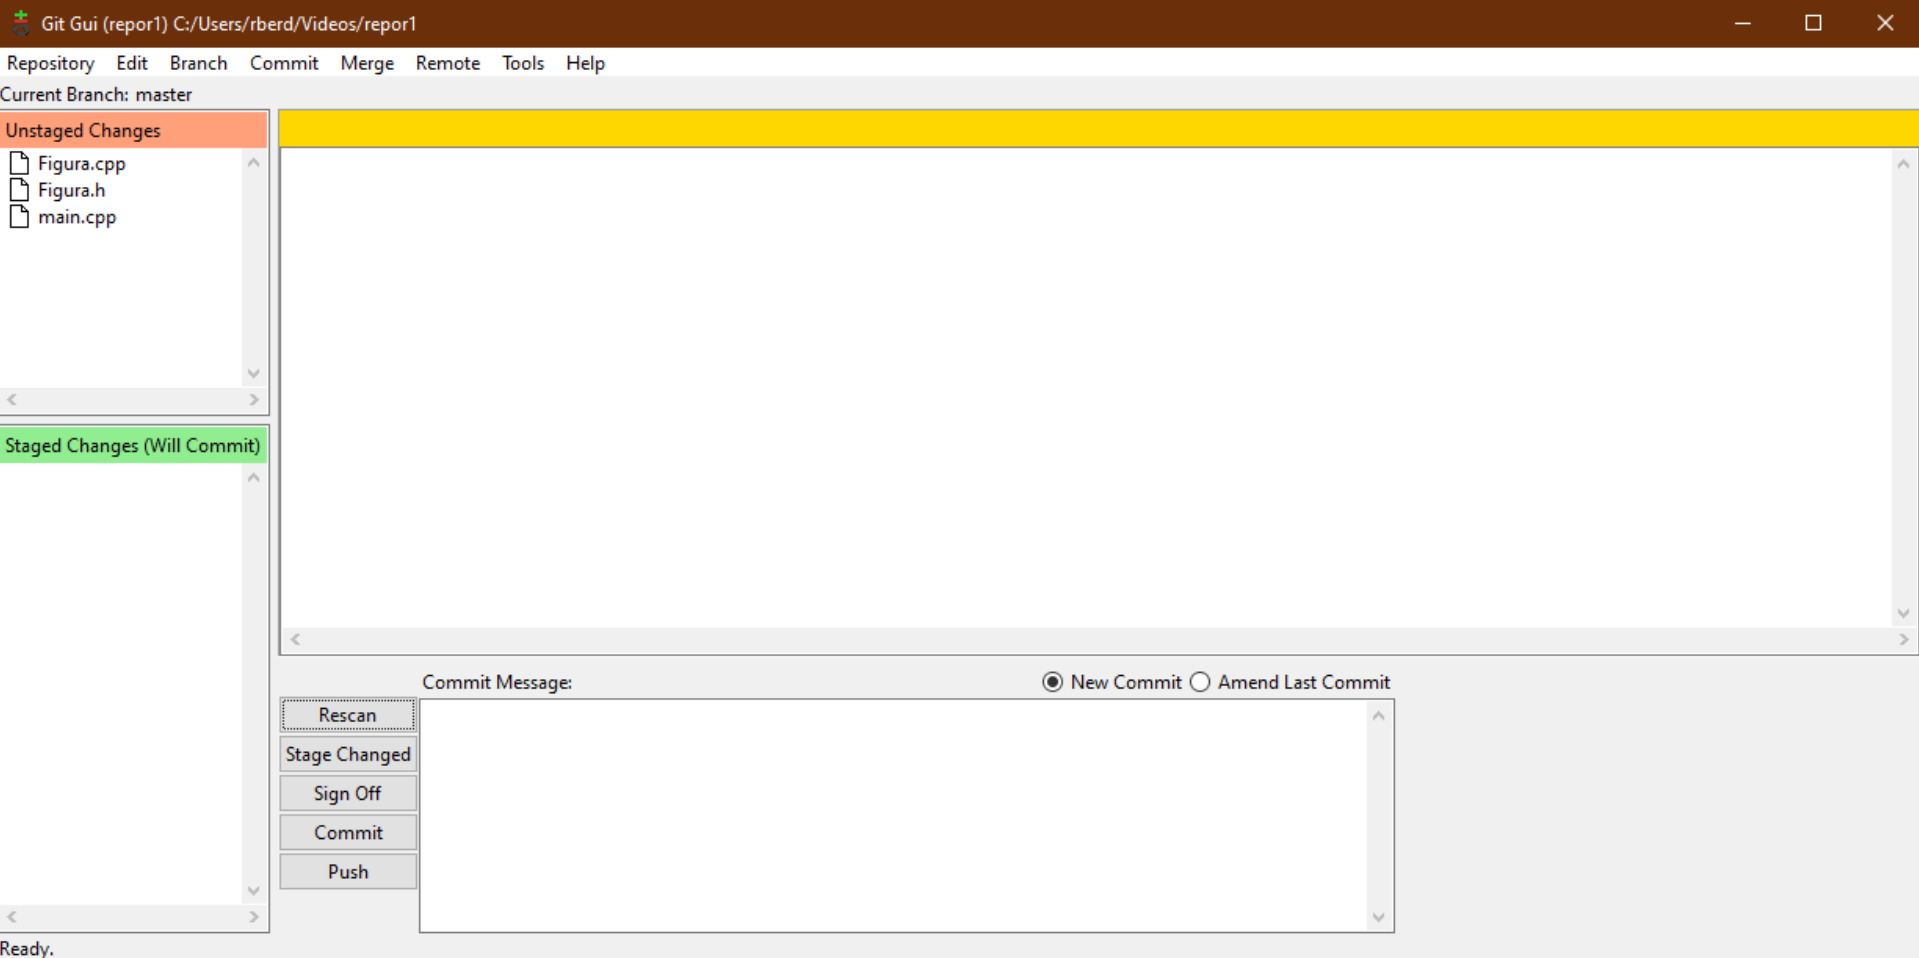 Git Gui (repor1) C:/Users/rberd/Videos/repor1
Repository Edit Branch Commit Merge Remote Tools Help
Current Branch: master
Unstaged Changes
Figura.cpp
Figura.h
main.cpp
Staged Changes (Will Commit)
Commit Message:
New Commit Amend Last Commit
Rescan
Stage Changed
Sign Off
Commit
Push
Ready.